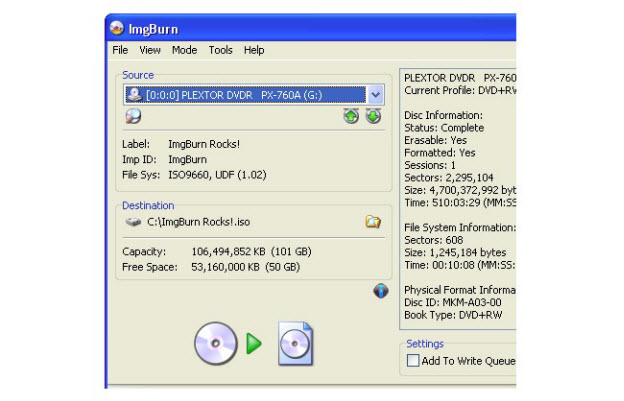 ImgBurn
File View Mode Tools Help
Source
[0:0:0] PLEXTOR DVDR PX-760A (G:)
Label: ImgBurn Rocks!
Imp ID: ImgBurn
File Sys: ISO9660, UDF (1.02)
Destination
C:\ImgBurn Rocks!.iso
Capacity: 106,494,852 KB (101 GB)
Free Space: 53,160,000 KB (50 GB)
PLEXTOR DVDR PX-760
Current Profile: DVD+RW
Disc Information:
Status: Complete
Erasable: Yes
Formatted: Yes
Sessions: 1
Sectors: 2,295,104
Size: 4,700,372,992 byt
Time: 510:03:29 (MM:SS
File System Information:
Sectors: 608
Size: 1,245,184 bytes
Time: 00:10:08 (MM:SS:
Physical Format Informa
Disc ID: MKM-A03-00
Book Type: DVD+RW
Settings
Add To Write Queue